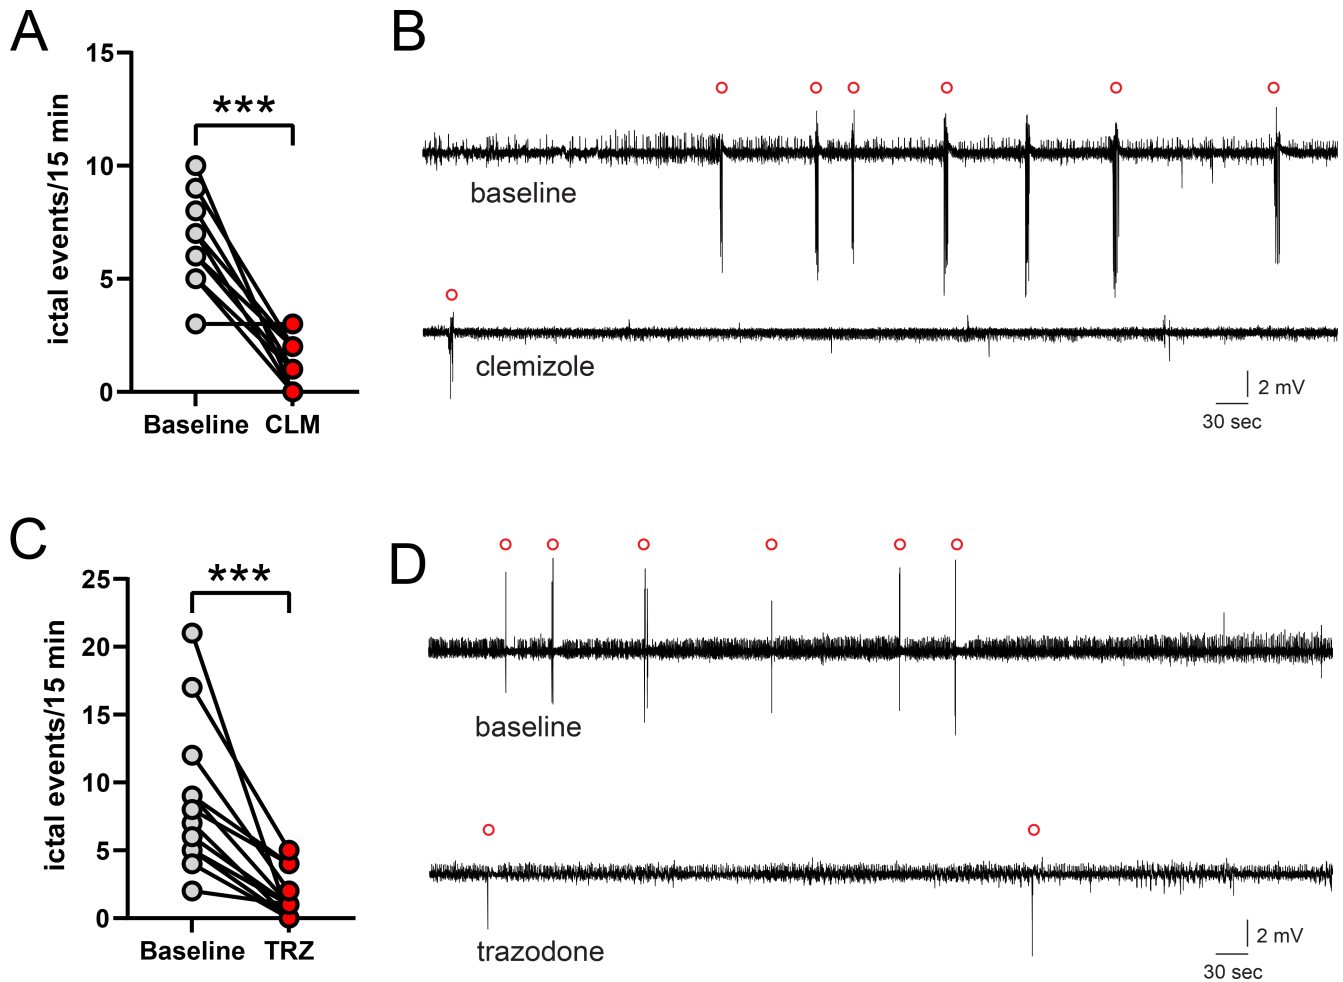 A
ictal events/15 min
15
10
5
0
***
Baseline CLM
B
baseline
clemizole
2 mV
30 sec
C
ictal events/15 min
25
20
15
10
5
0
***
Baseline TRZ
D
baseline
trazodone
2 mV
30 sec